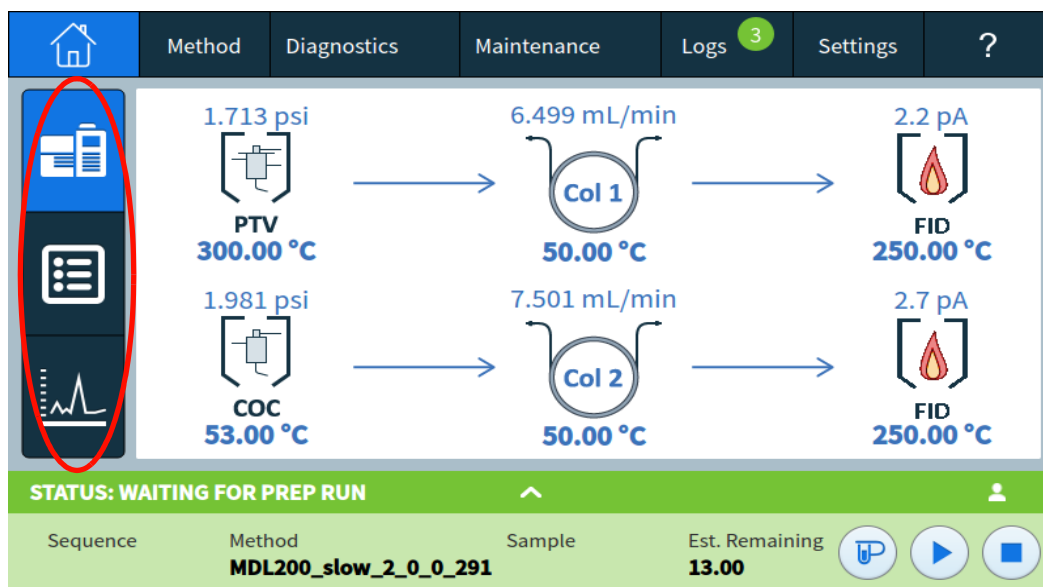 Method Diagnostics Maintenance Logs 3 Settings ?
1.713 psi 6.499 mL/min 2.2 pA
Col 1
PTV FID
300.00 °C 50.00 °C 250.00 °C
1.981 psi 7.501 mL/min 2.7 pA
Col 2
COC FID
53.00 °C 50.00 °C 250.00 °C
STATUS: WAITING FOR PREP RUN
Sequence Method Sample Est. Remaining
MDL200_slow_2_0_0_291 13.00